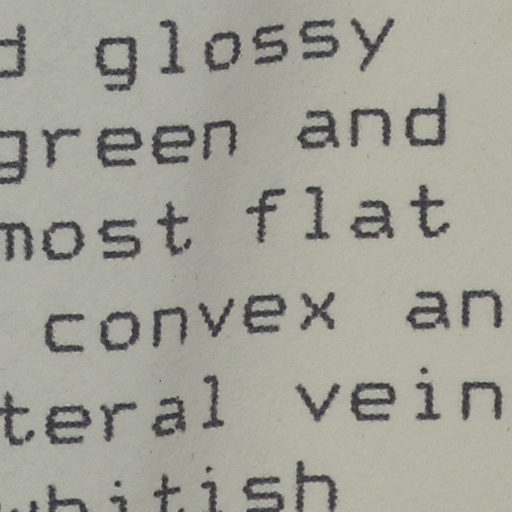 d glossy
green and
most flat
convex an
teral vein
whitish